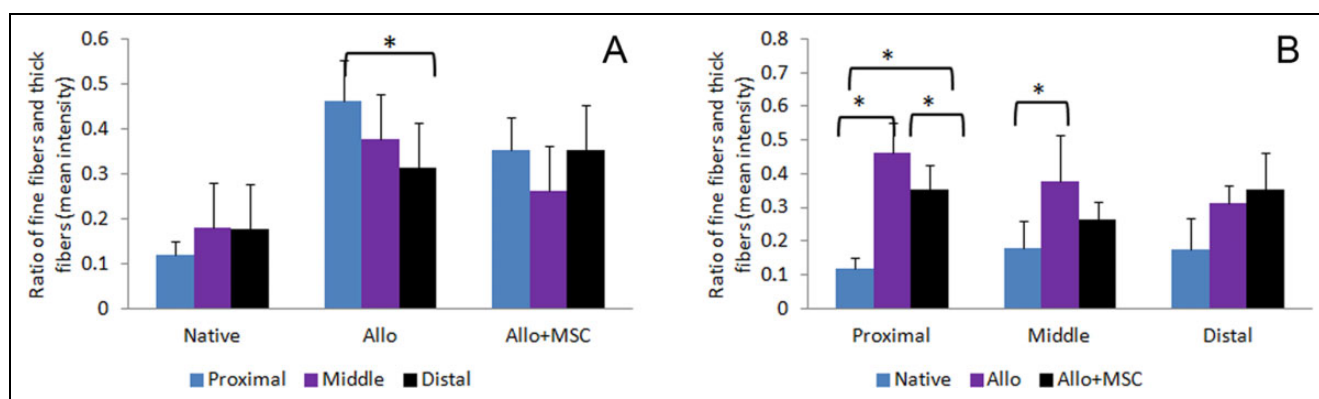 Ratio of fine fibers and thick
fibers (mean intensity)
0.6
0.5
0.4
0.3
0.2
0.1
0
*
A
Native Allo Allo+MSC
Proximal Middle Distal
Ratio of fine fibers and thick
fibers (mean intensity)
0.8
0.7
0.6
0.5
0.4
0.3
0.2
0.1
0
*
* *
*
B
Proximal Middle Distal
Native Allo Allo+MSC